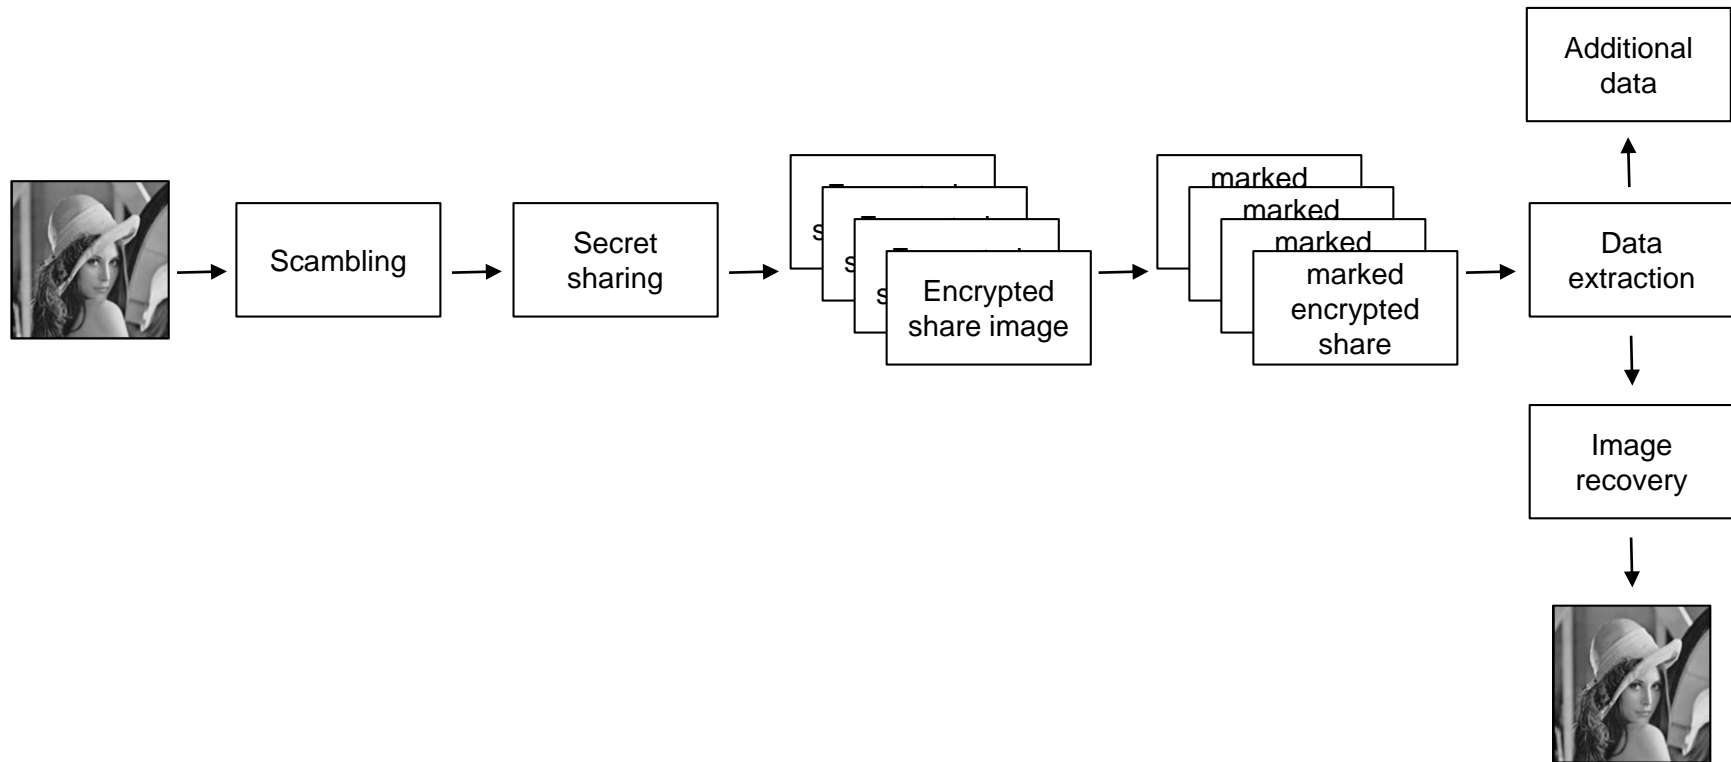 Additional
data
Scambling
Secret
sharing
marked
marked
marked
Encrypted
share image
marked
encrypted
share
Data
extraction
Image
recovery